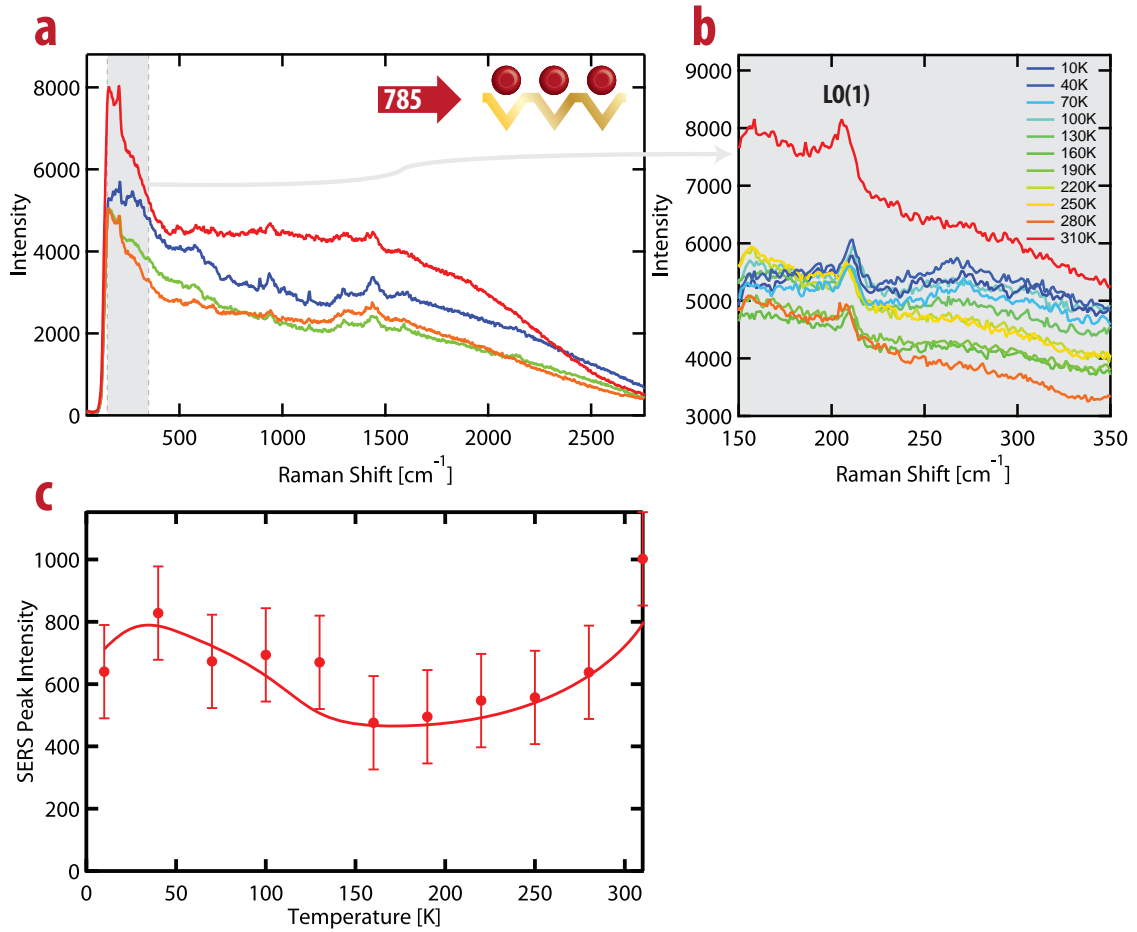 a
785
8000
6000
4000
2000
0
Intensity
500
1000
1500
2000
2500
Raman Shift [cm⁻¹]
b
LO(1)
10K
40K
70K
100K
130K
160K
190K
220K
250K
280K
310K
9000
8000
7000
6000
5000
4000
3000
Intensity
150
200
250
300
350
Raman Shift [cm⁻¹]
c
1000
800
600
400
200
0
SERS Peak Intensity
0
50
100
150
200
250
300
Temperature [K]